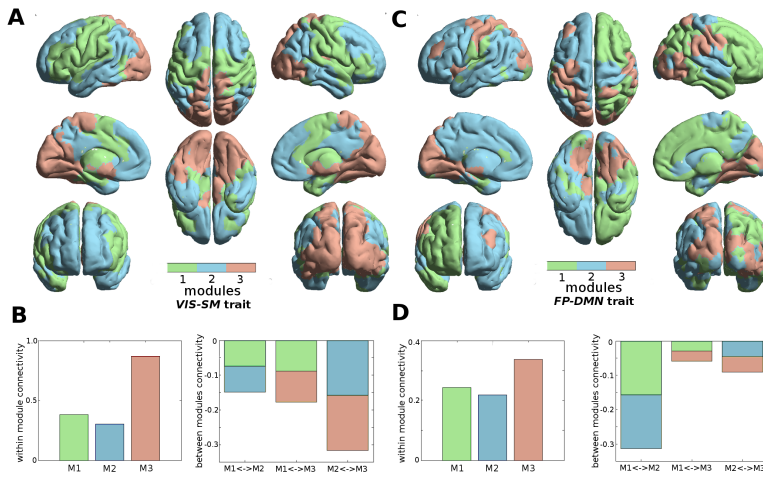 A
C
1 2 3
modules
VIS-SM trait
1 2 3
modules
FP-DMN trait
B
within module connectivity
1.0
0.5
0
M1 M2 M3
between modules connectivity
0
-0.1
-0.2
-0.3
M1<->M2 M1<->M3 M2<->M3
D
within module connectivity
0.4
0.2
0
M1 M2 M3
between modules connectivity
0
-0.1
-0.2
-0.3
M1<->M2 M1<->M3 M2<->M3